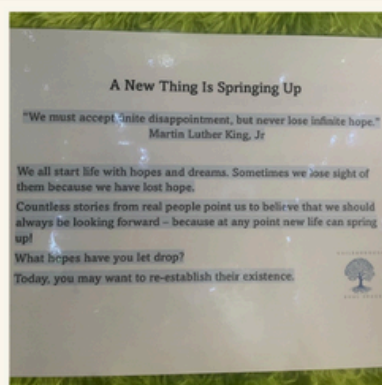 A New Thing Is Springing Up
"We must accept finite disappointment, but never lose infinite hope."
Martin Luther King, Jr
We all start life with hopes and dreams. Sometimes we lose sight of
them because we have lost hope.
Countless stories from real people point us to believe that we should
always be looking forward – because at any point new life can spring
up!
What hopes have you let drop?
Today, you may want to re-establish their existence.